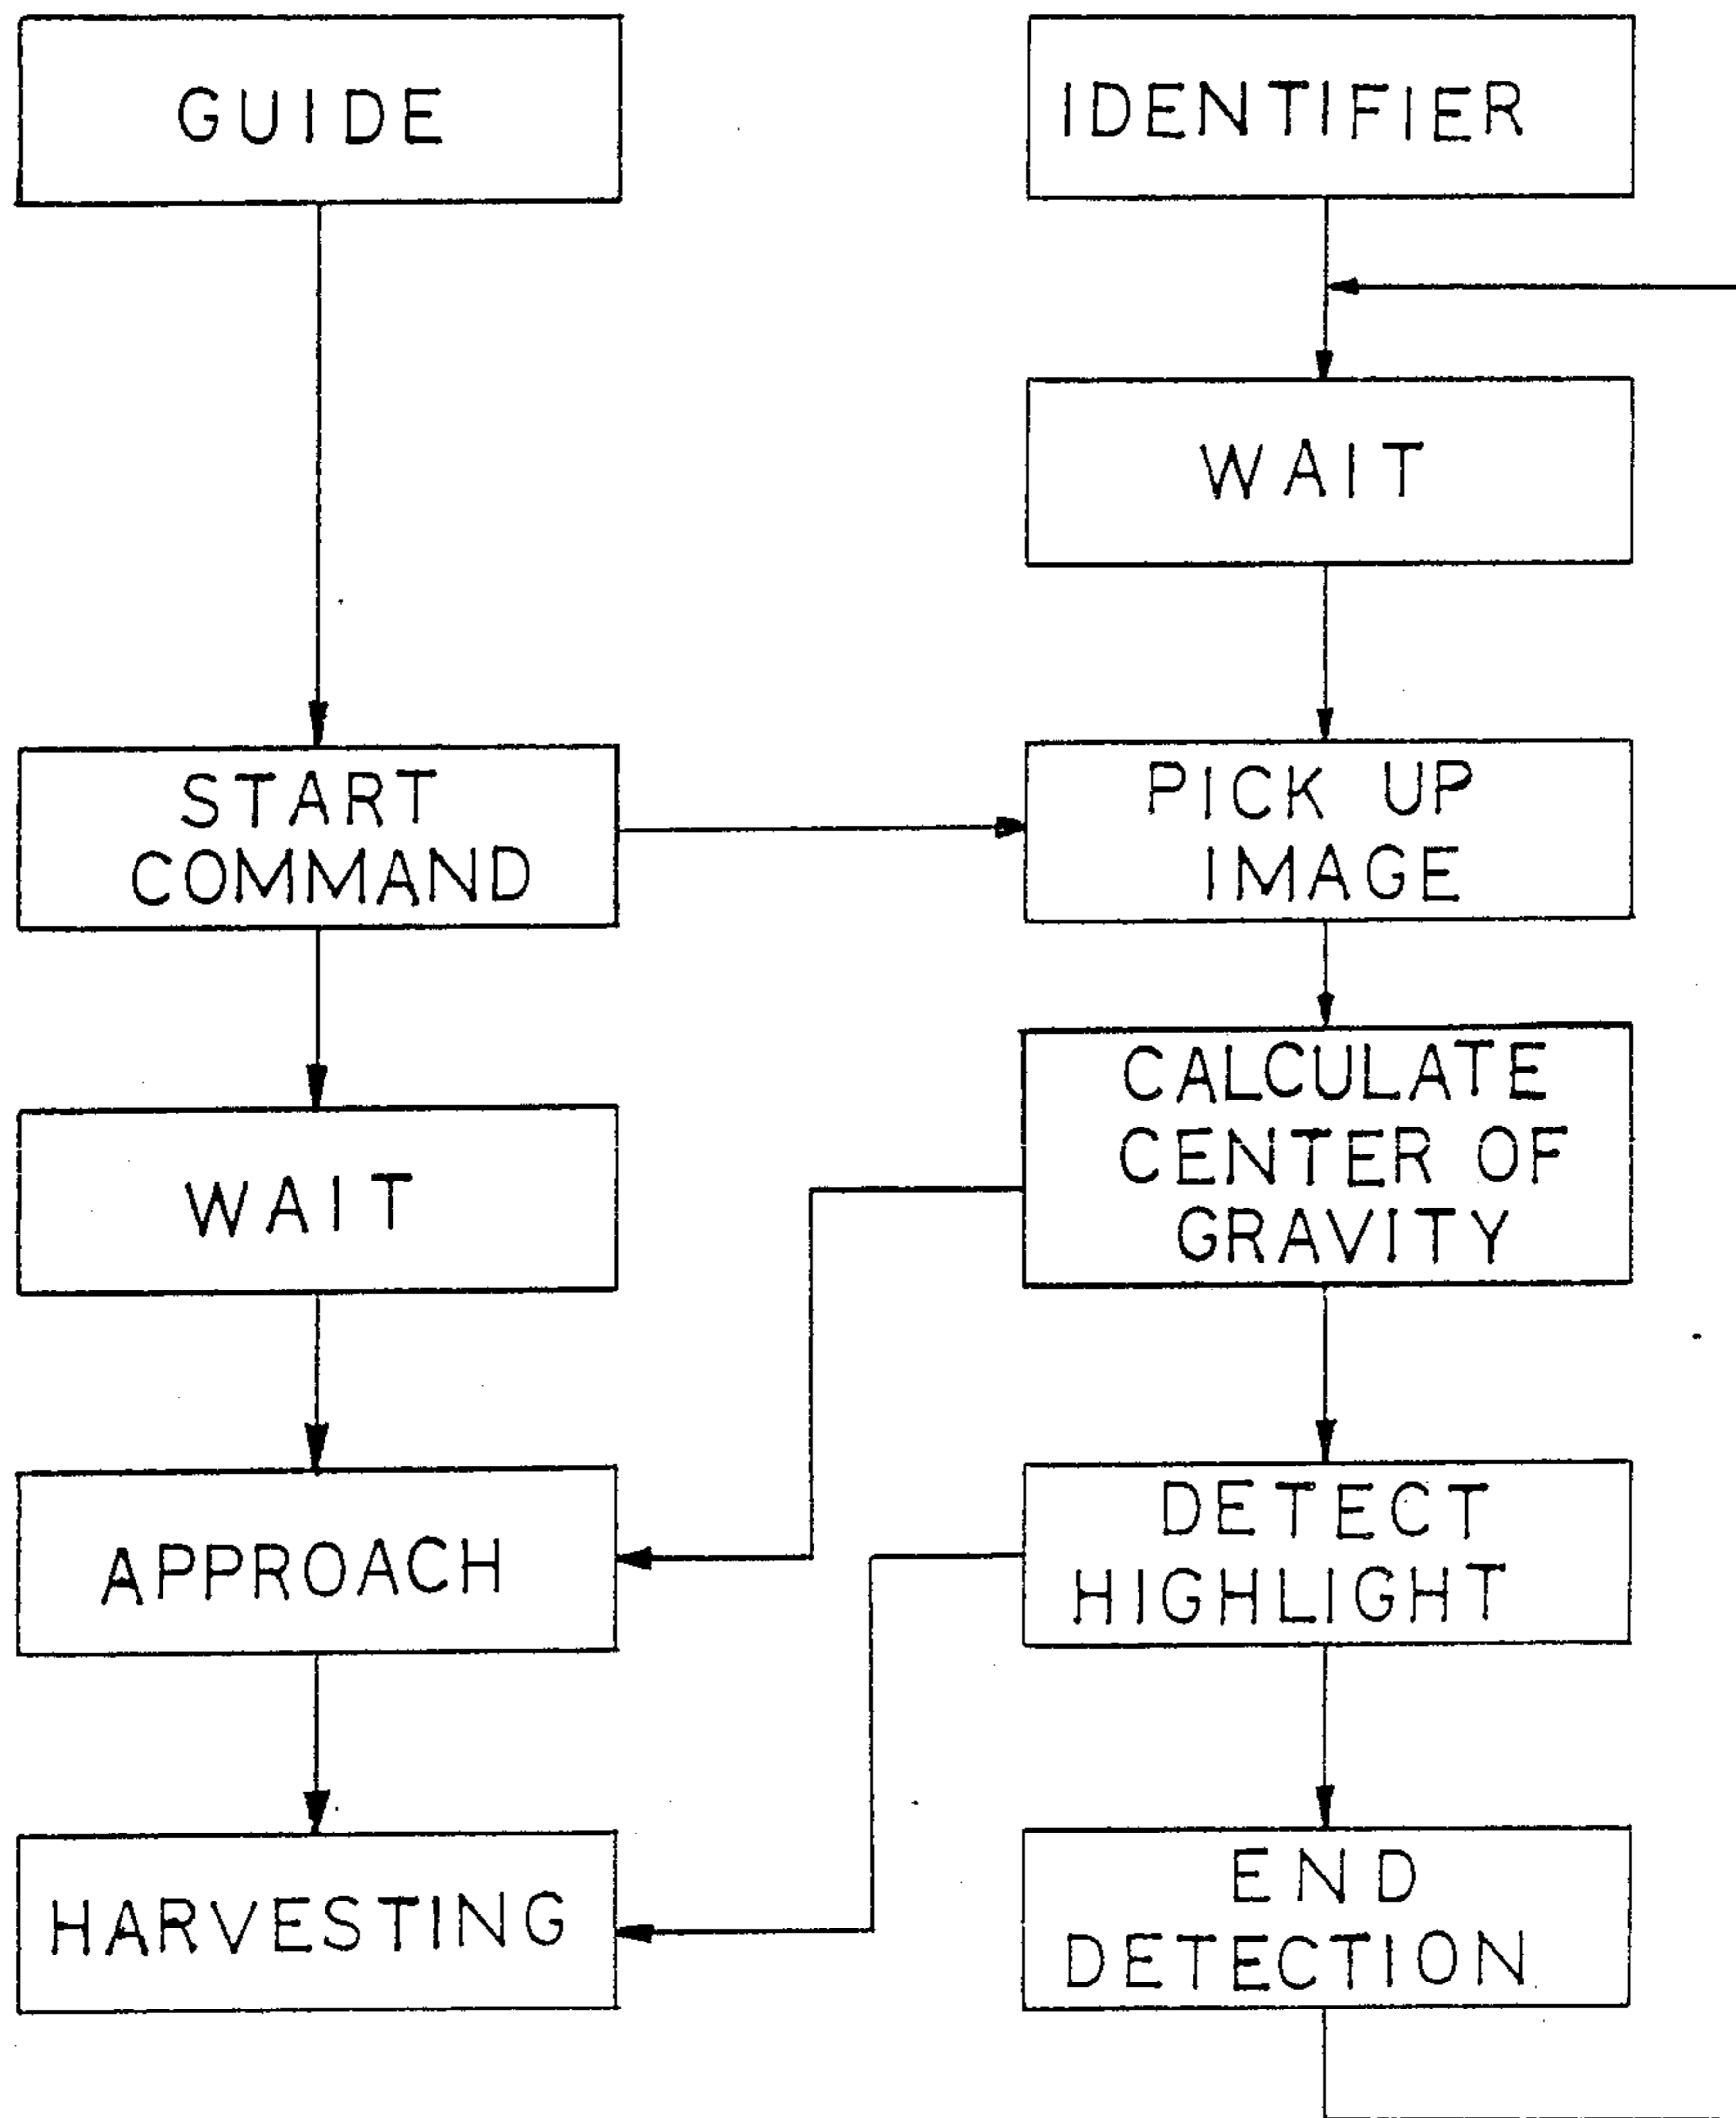 GUIDE
IDENTIFIER
WAIT
START
COMMAND
PICK UP
IMAGE
WAIT
CALCULATE
CENTER OF
GRAVITY
APPROACH
DETECT
HIGHLIGHT
HARVESTING
END
DETECTION